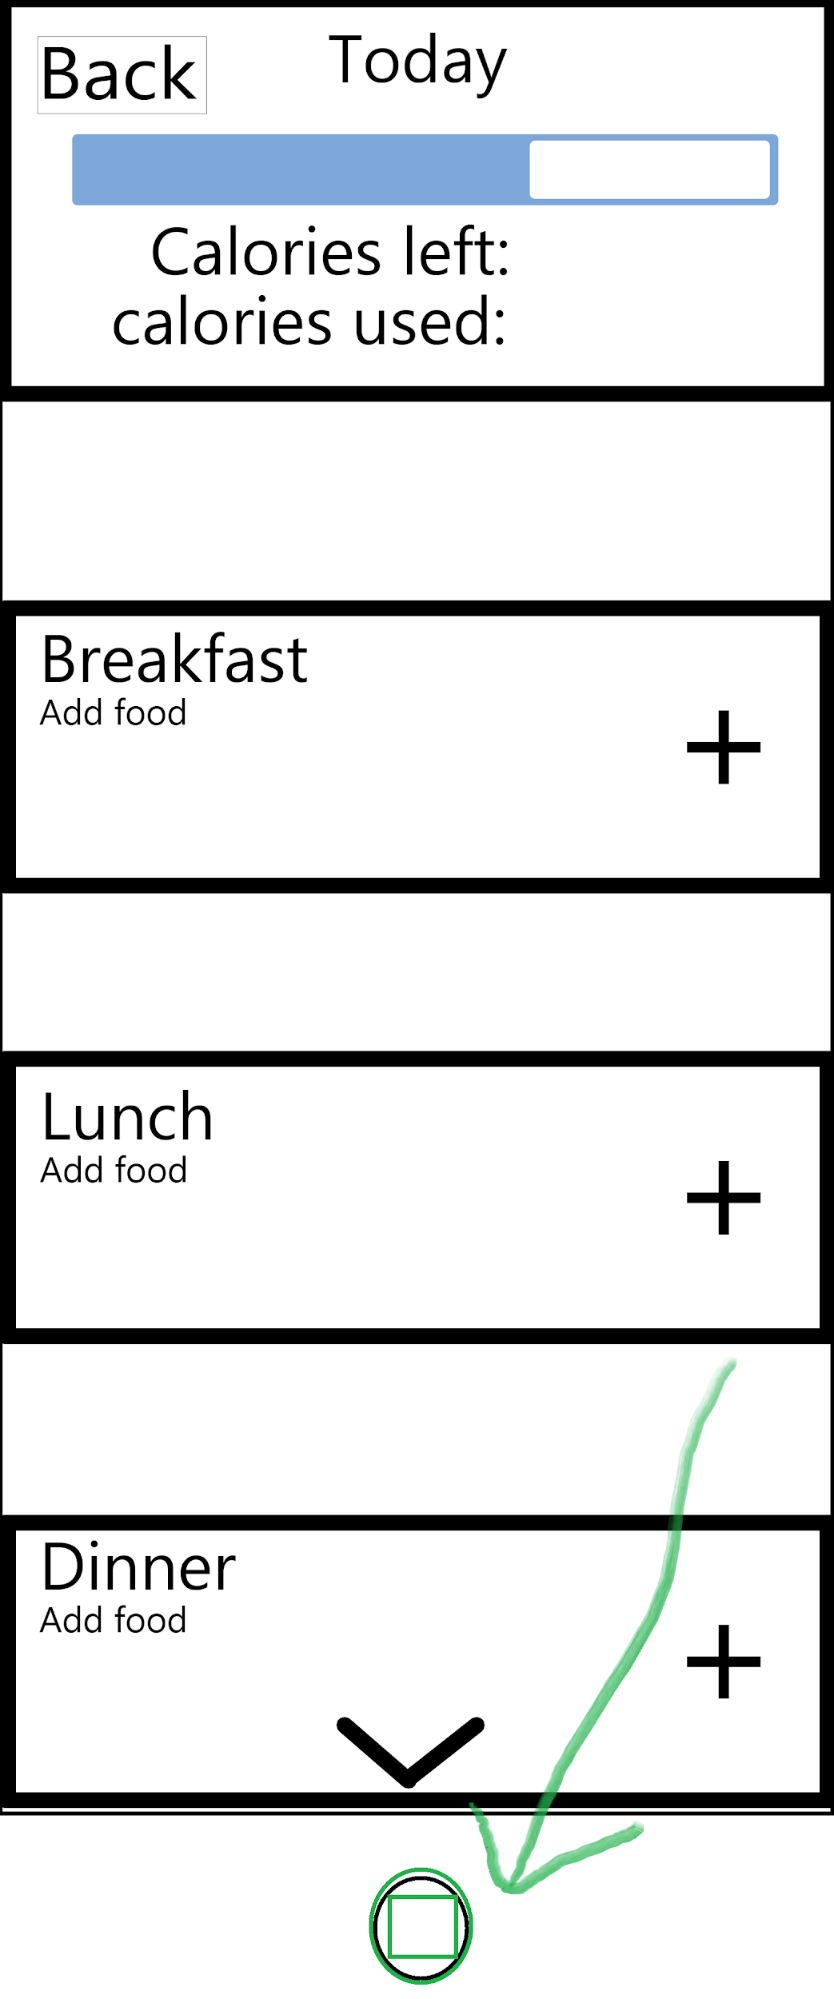 Back
Today
Calories left:
calories used:
Breakfast
Add food
Lunch
Add food
Dinner
Add food